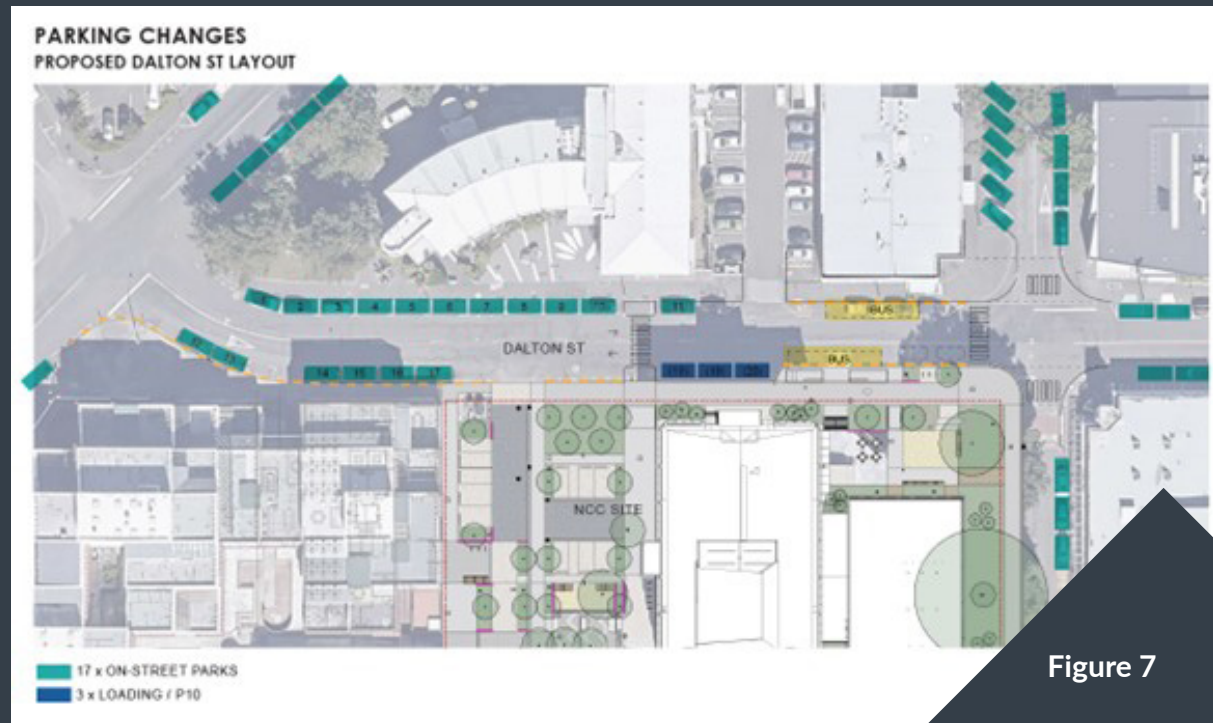 PARKING CHANGES
PROPOSED DALTON ST LAYOUT
1 2 3 4 5 6 7 8 9 10 11
BUS
12 13
DALTON ST
14 15 16 17
BUS
NCC SITE
17 x ON-STREET PARKS
3 x LOADING / P10
Figure 7